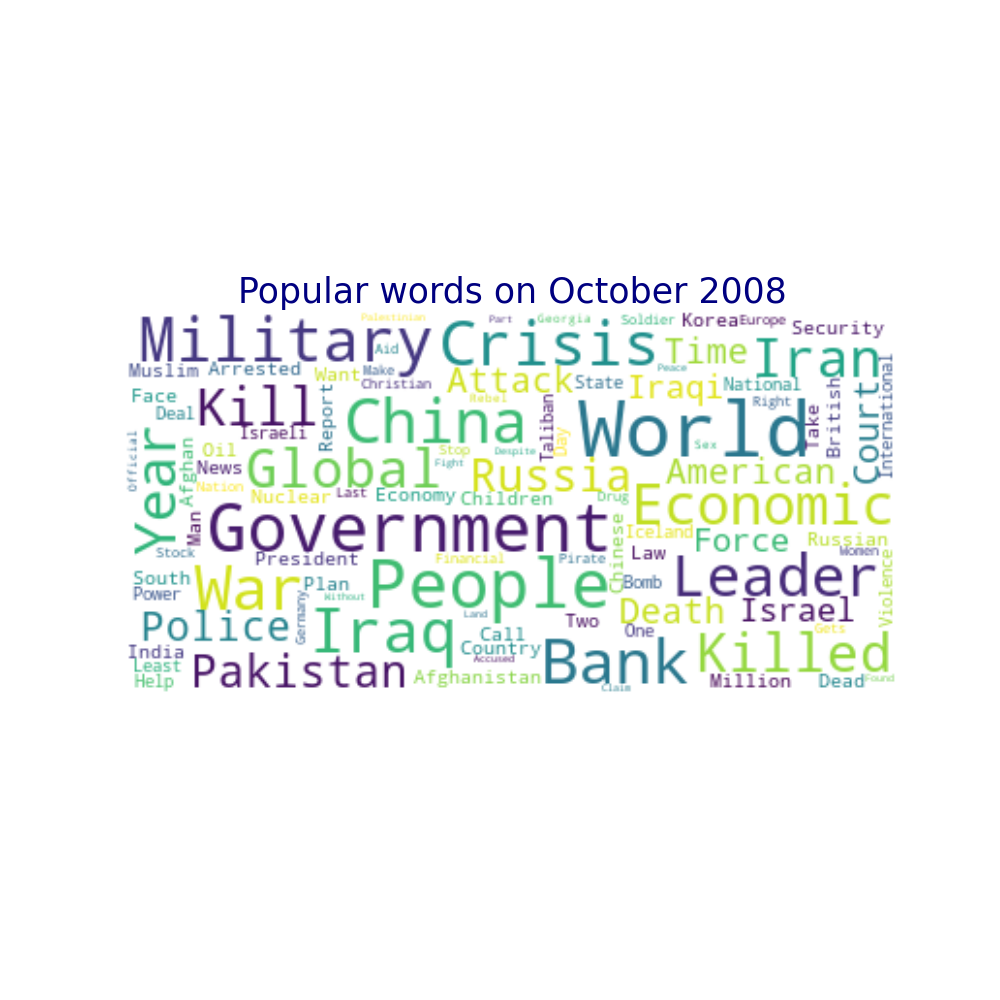 Popular words on October 2008
Palestinian Part Georgia Soldier Korea Europe Security
Military Crisis Time Iran
Aid Peace
Muslim Arrested Want Make Christian Attack State Iraqi National International
Face Deal Kill Report Rebel Right Take British Court
Israeli China Taliban Day World Sex
Official Year Afghan Oil News Global Stop Fight Despite Russia American
Nation Nuclear Last Economy Children Drug Economic
Man Stock Government Iceland Force Russian
President Financial Pirate Chinese Law Women Violence
South Power War Plan Without Germany People Bomb Leader
Land Death Israel
Police Iraq Call Two One Gets
India Country Accused Bank Killed
Least Help Pakistan Afghanistan Claim Million Dead Found